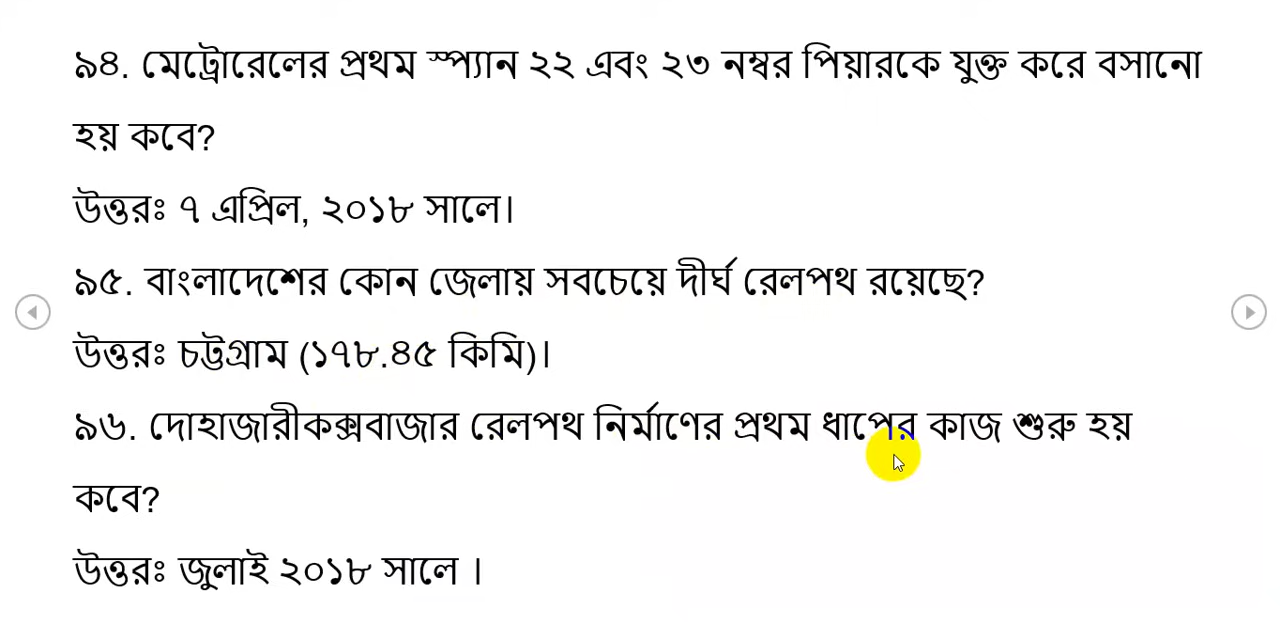 ৯৪. মেট্রোরেলের প্রথম স্প্যান ২২ এবং ২৩ নম্বর পিয়ারকে যুক্ত করে বসানো
হয় কবে?
উত্তরঃ ৭ এপ্রিল, ২০১৮ সালে।
৯৫. বাংলাদেশের কোন জেলায় সবচেয়ে দীর্ঘ রেলপথ রয়েছে?
উত্তরঃ চট্টগ্রাম (১৭৮.৪৫ কিমি)।
৯৬. দোহাজারীকক্সবাজার রেলপথ নির্মাণের প্রথম ধাপের কাজ শুরু হয়
কবে?
উত্তরঃ জুলাই ২০১৮ সালে ।